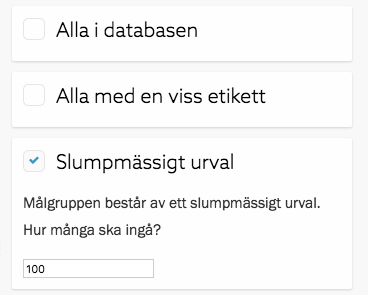 Alla i databasen
Alla med en viss etikett
Slumpmässigt urval
Målgruppen består av ett slumpmässigt urval.
Hur många ska ingå?
100